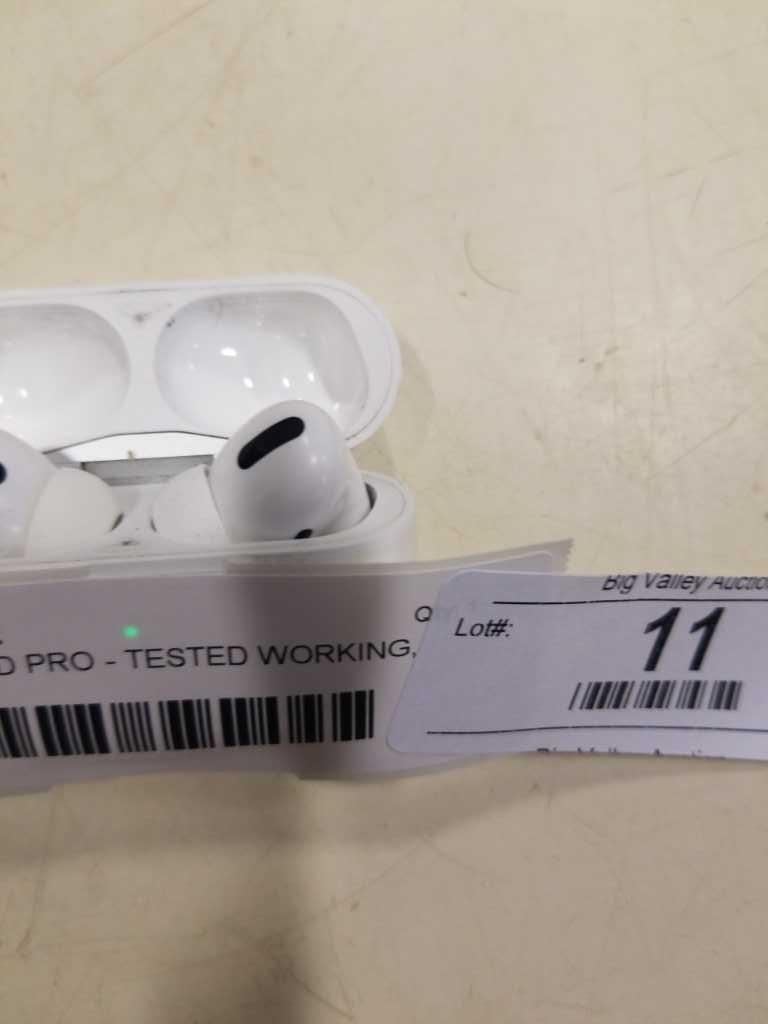 Big Valley Auctio
Lot#:
11
D PRO - TESTED WORKING,